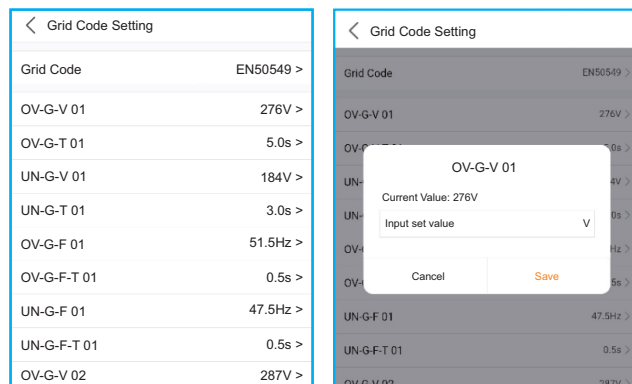 Grid Code Setting
Grid Code EN50549 >
OV-G-V 01 276V >
OV-G-T 01 5.0s >
UN-G-V 01 184V >
UN-G-T 01 3.0s >
OV-G-F 01 51.5Hz >
OV-G-F-T 01 0.5s >
UN-G-F 01 47.5Hz >
UN-G-F-T 01 0.5s >
OV-G-V 02 287V >
Grid Code Setting
Grid Code EN50549 >
OV-G-V 01 276V >
OV-G-V 01
Current Value: 276V
Input set value V
Cancel Save
UN-G-F 01 47.5Hz >
UN-G-F-T 01 0.5s >
OV-G-V 02 287V >